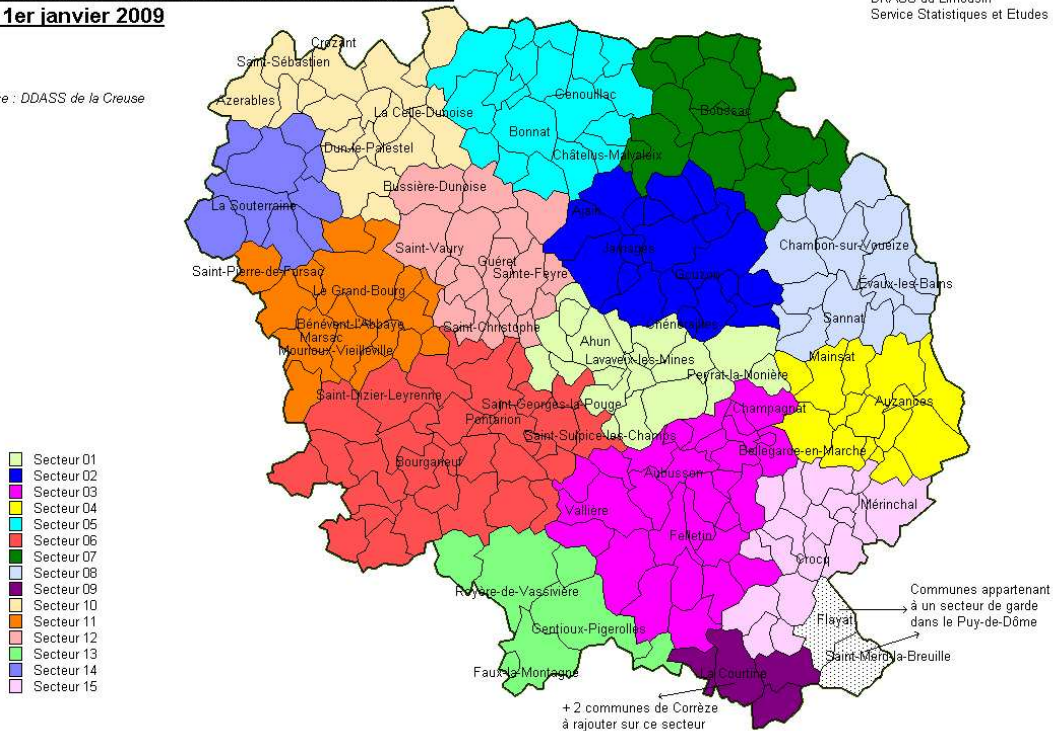 1er janvier 2009
DRASS du Limousin
Service Statistiques et Etudes
: DDASS de la Creuse
Crozant
Saint-Sébastien
Azerables
La Celle-Dunoise
Genouillac
Boussac
Bonnat
Dun-le-Palestel
Châtelus-Malvaleix
Bussière-Dunoise
La Souterraine
Ajain
Saint-Vaury
Jarnages
Chambon-sur-Voueize
Guéret
Sainte-Feyre
Gouzon
Saint-Pierre-de-Fursac
Le Grand-Bourg
Évaux-les-Bains
Sannat
Bénévent-L'Abbaye
Saint-Christophe
Chénérailles
Marsac
Mourioux-Vieilleville
Ahun
Lavaveix-les-Mines
Mainsat
Peyrat-la-Nonière
Saint-Dizier-Leyrenne
Saint-Georges-la-Pouge
Champagnat
Auzances
Pontarion
Saint-Sulpice-les-Champs
Bellegarde-en-Marche
Bourganeuf
Aubusson
Mérinchal
Vallière
Felletin
Crocq
Royère-de-Vassivière
Gentioux-Pigerolles
Flayat
Saint-Merd-la-Breuille
Faux-la-Montagne
La Courtine
Communes appartenant
à un secteur de garde
dans le Puy-de-Dôme
+ 2 communes de Corrèze
à rajouter sur ce secteur
Secteur 01
Secteur 02
Secteur 03
Secteur 04
Secteur 05
Secteur 06
Secteur 07
Secteur 08
Secteur 09
Secteur 10
Secteur 11
Secteur 12
Secteur 13
Secteur 14
Secteur 15